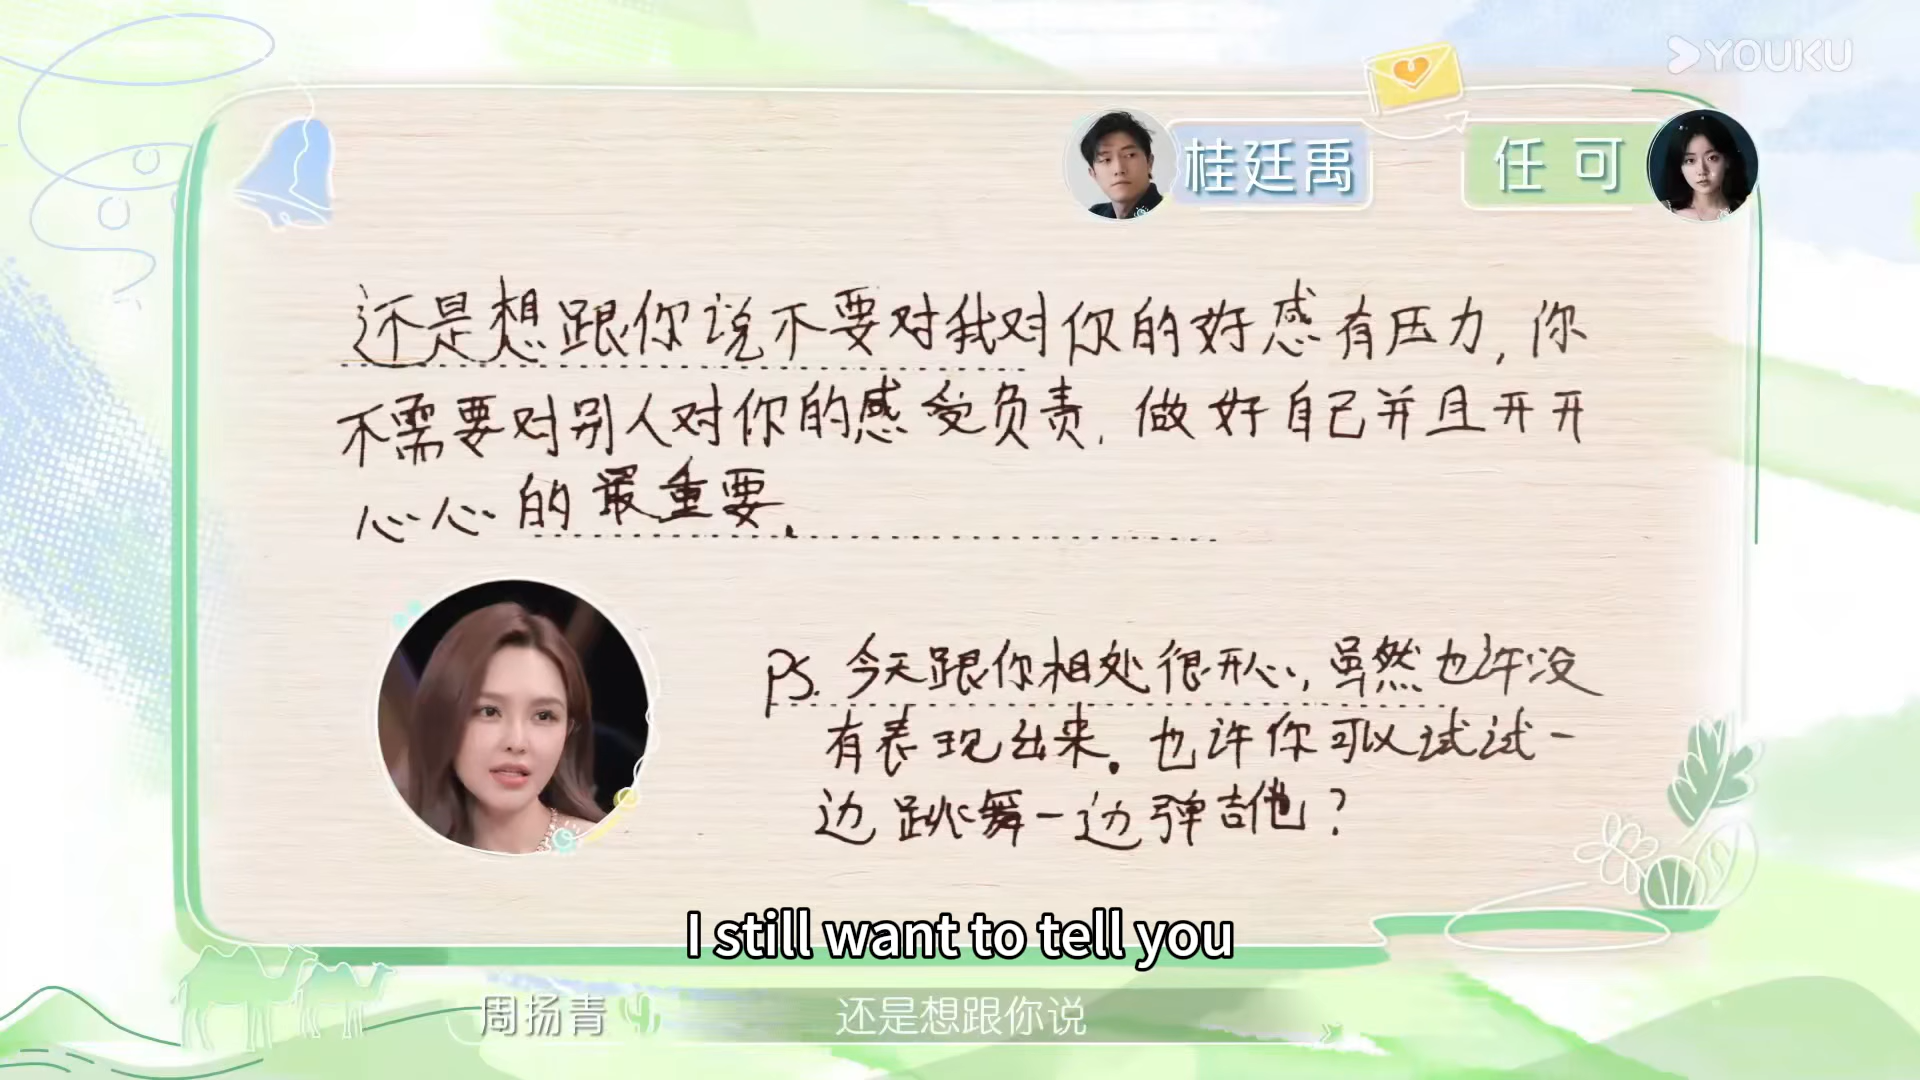 YOUKU
桂廷禹
任可
还是想跟你说不要对我对你的好感有压力,你
不需要对别人对你的感受负责,做好自己并且开开
心心的最重要.
PS.今天跟你相处很开心,虽然也许没
有表现出来.也许你可以试试一
边跳舞一边弹吉他?
I still want to tell you
周扬青
还是想跟你说